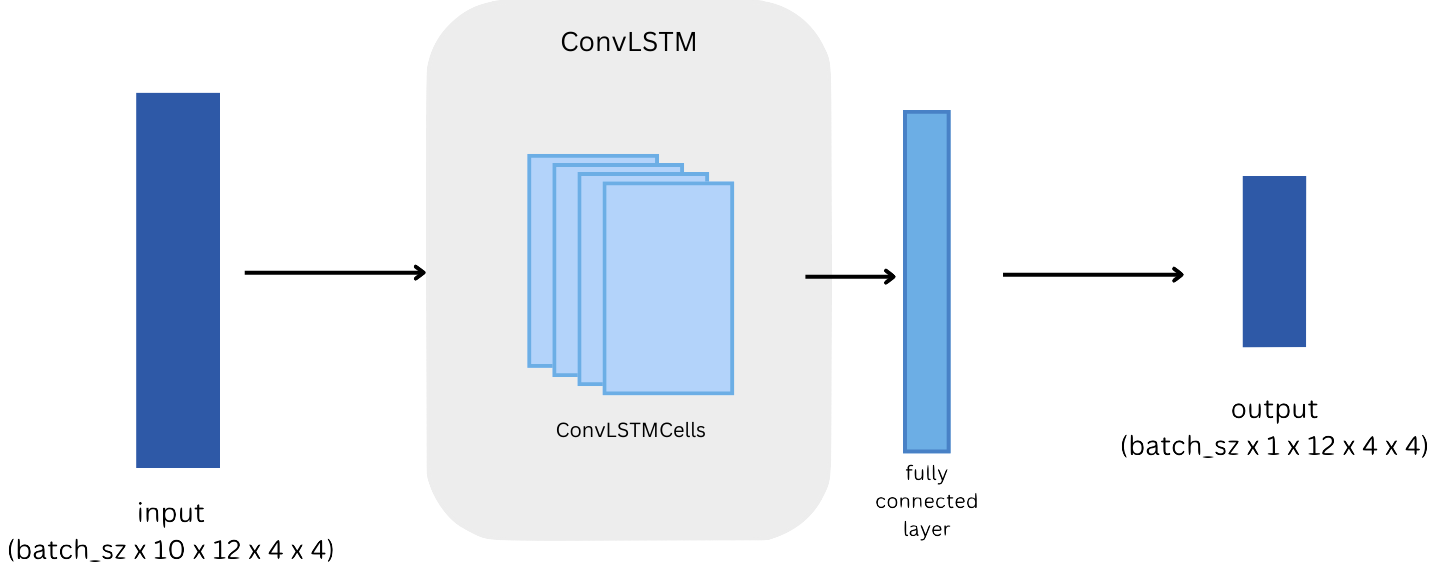 ConvLSTM
ConvLSTMCells
input
(batch_sz x 10 x 12 x 4 x 4)
fully
connected
layer
output
(batch_sz x 1 x 12 x 4 x 4)